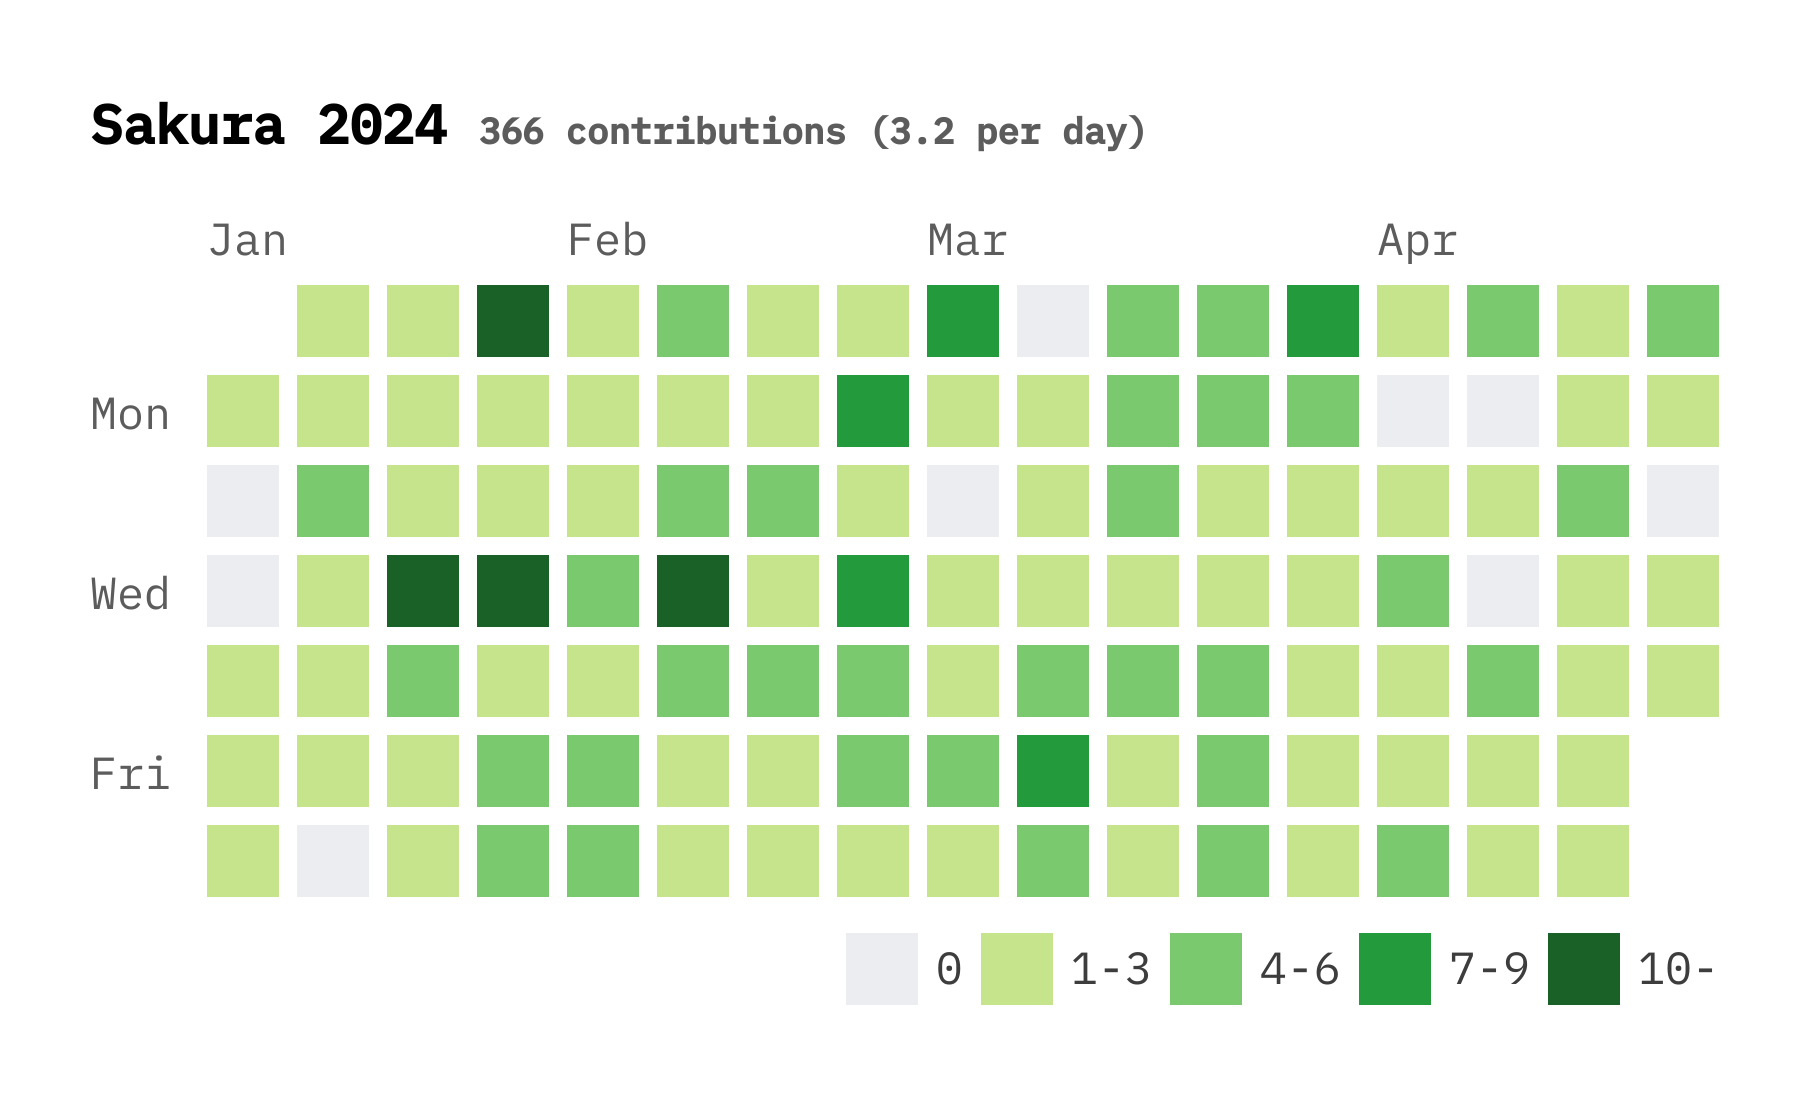 Sakura 2024 366 contributions (3.2 per day)
Jan Feb Mar Apr
Mon
Wed
Fri
0 1-3 4-6 7-9 10-